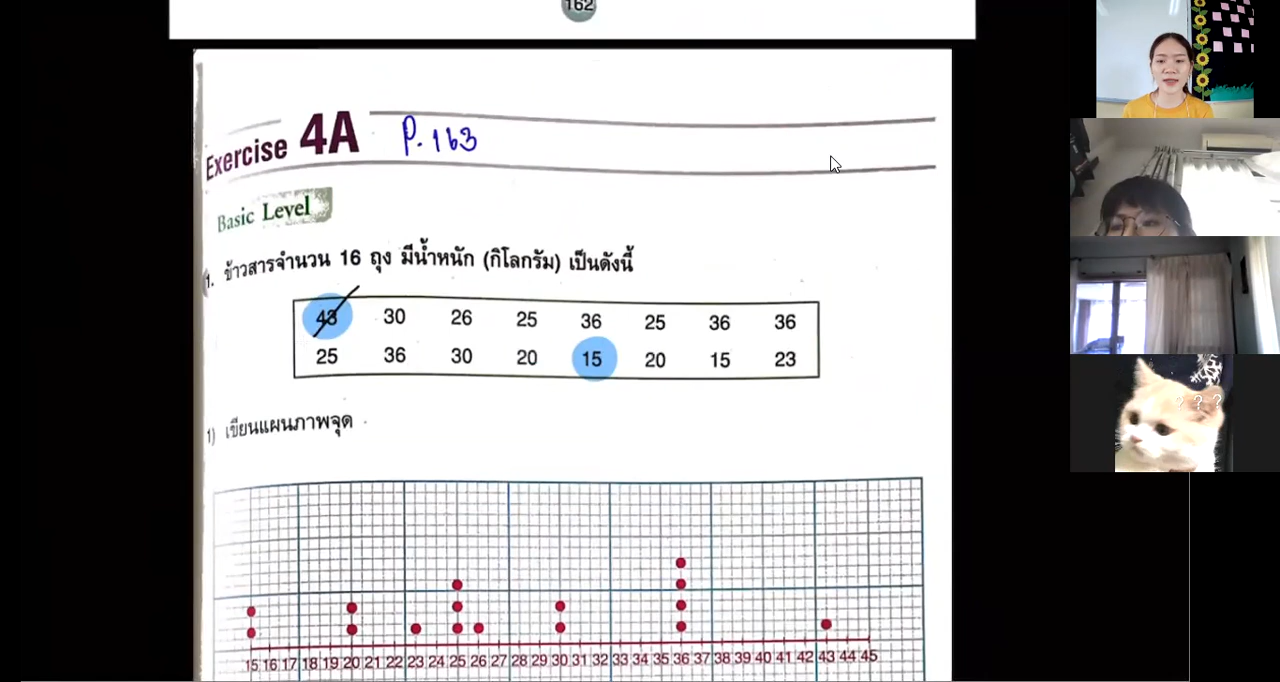 162
Exercise 4A P.163
Basic Level
1. ข้าวสารจำนวน 16 ถุง มีน้ำหนัก (กิโลกรัม) เป็นดังนี้
43 30 26 25 36 25 36 36
25 36 30 20 15 20 15 23
1) เขียนแผนภาพจุด
15 16 17 18 19 20 21 22 23 24 25 26 27 28 29 30 31 32 33 34 35 36 37 38 39 40 41 42 43 44 45
? ? ?